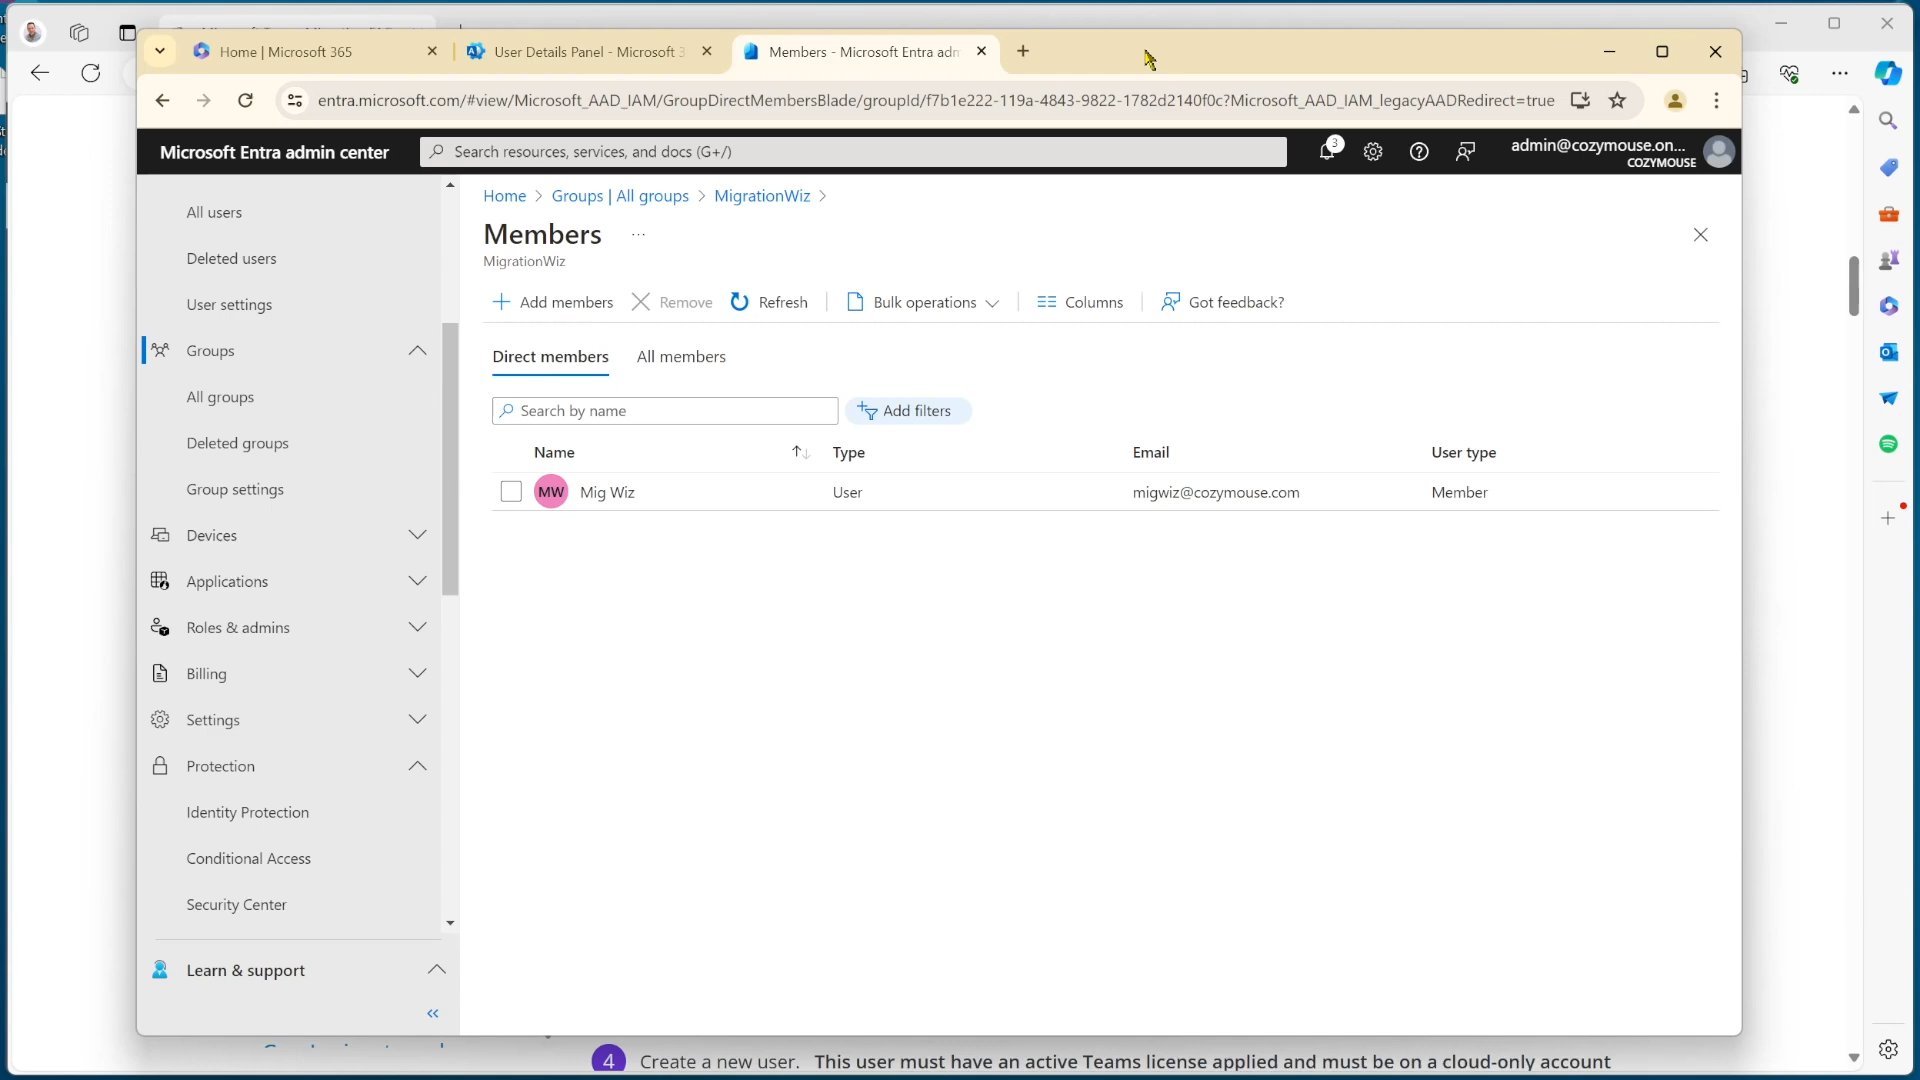 Home | Microsoft 365
User Details Panel - Microsoft 3
Members - Microsoft Entra adm
entra.microsoft.com/#view/Microsoft_AAD_IAM/GroupDirectMembersBlade/groupId/f7b1e222-119a-4843-9822-1782d2140f0c?Microsoft_AAD_IAM_legacyAADRedirect=true
Microsoft Entra admin center
Search resources, services, and docs (G+/)
3
admin@cozymouse.on...
COZYMOUSE
All users
Deleted users
User settings
Groups
All groups
Deleted groups
Group settings
Devices
Applications
Roles & admins
Billing
Settings
Protection
Identity Protection
Conditional Access
Security Center
Learn & support
Home > Groups | All groups > MigrationWiz >
Members ...
MigrationWiz
Add members
Remove
Refresh
Bulk operations
Columns
Got feedback?
Direct members
All members
Search by name
Add filters
Name Type Email User type
MW Mig Wiz User migwiz@cozymouse.com Member
4 Create a new user. This user must have an active Teams license applied and must be on a cloud-only account